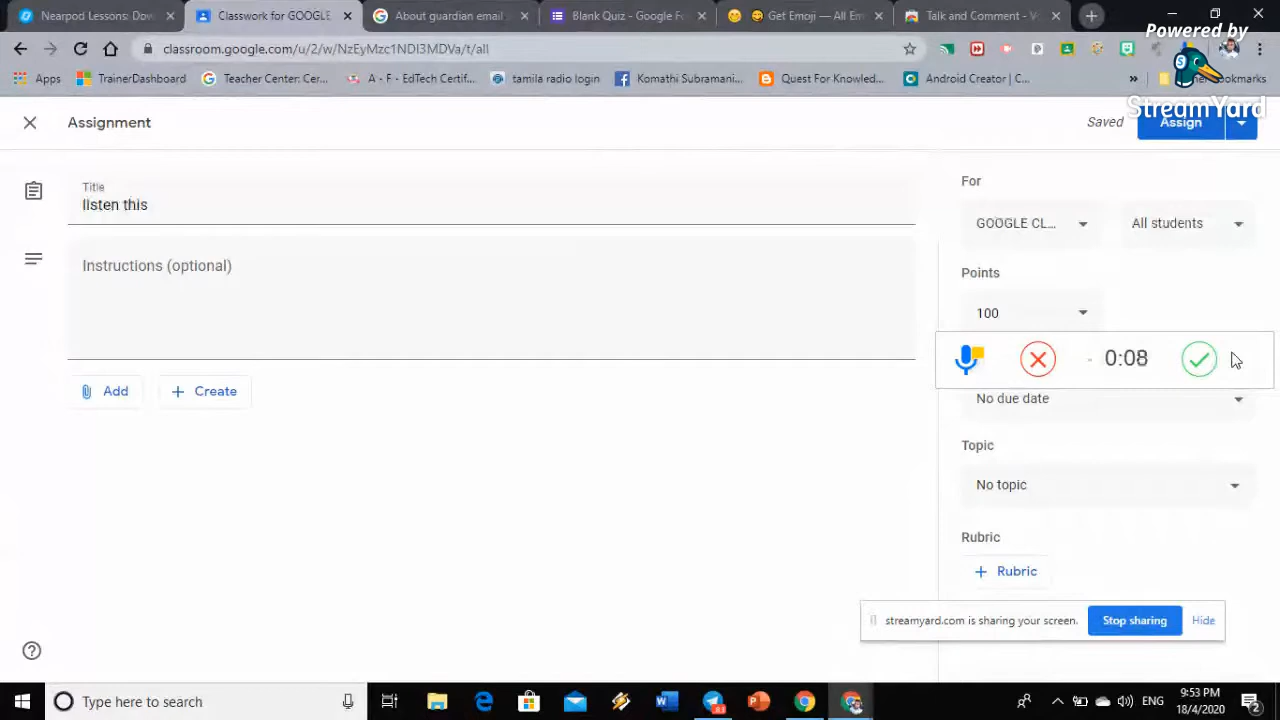 Nearpod Lessons: Dow
Classwork for GOOGLE
About guardian email
Blank Quiz - Google Fo
Get Emoji — All Em
Talk and Comment - Vo
Powered by
classroom.google.com/u/2/w/NzEyMzc1NDI3MDVa/t/all
Apps
TrainerDashboard
Teacher Center: Cer...
A - F - EdTech Certif...
tamila radio login
Komathi Subramani...
Quest For Knowled...
Android Creator | C...
»
StreamYard
Assignment
Saved
Assign
Title
listen this
Instructions (optional)
Add
Create
For
GOOGLE CL...
All students
Points
100
- 0:08
No due date
Topic
No topic
Rubric
Rubric
streamyard.com is sharing your screen.
Stop sharing
Hide
Type here to search
ENG
9:53 PM
18/4/2020